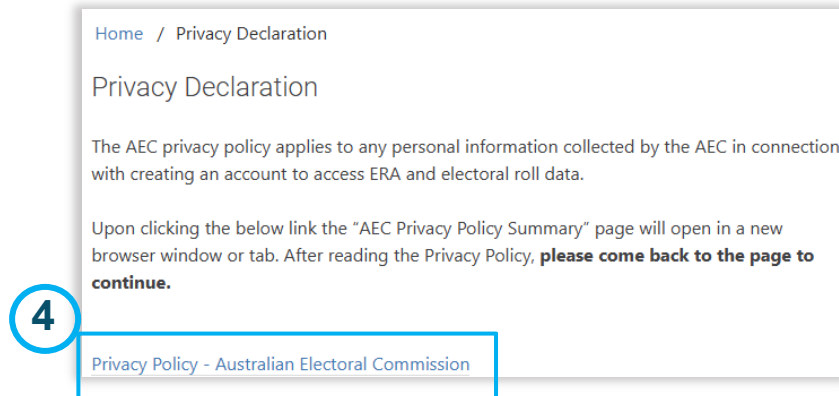 Home / Privacy Declaration
Privacy Declaration
The AEC privacy policy applies to any personal information collected by the AEC in connection
with creating an account to access ERA and electoral roll data.
Upon clicking the below link the “AEC Privacy Policy Summary” page will open in a new
browser window or tab. After reading the Privacy Policy, please come back to the page to
continue.
4
Privacy Policy - Australian Electoral Commission